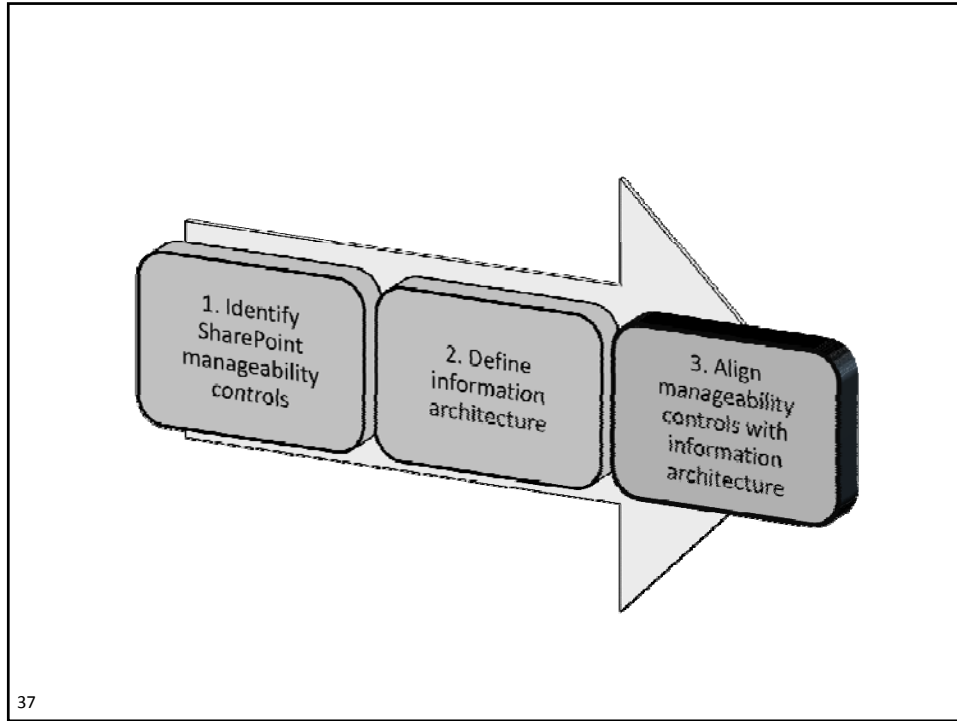 1. Identify
SharePoint
manageability
controls
2. Define
information
architecture
3. Align
manageability
controls with
information
architecture
37